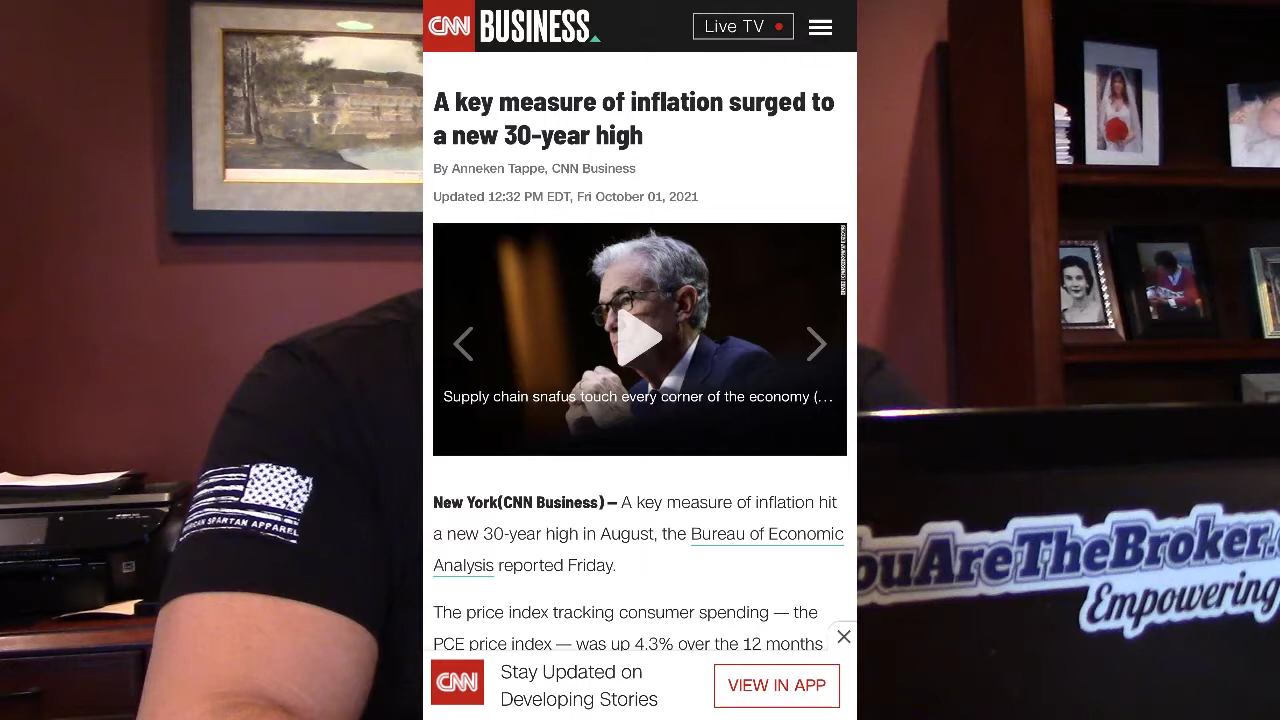 CNN BUSINESS
Live TV
A key measure of inflation surged to
a new 30-year high
By Anneken Tappe, CNN Business
Updated 12:32 PM EDT, Fri October 01, 2021
Supply chain snafus touch every corner of the economy (...
New York(CNN Business) — A key measure of inflation hit
a new 30-year high in August, the Bureau of Economic
Analysis reported Friday.
The price index tracking consumer spending — the
PCE price index — was up 4.3% over the 12 months
CNN
Stay Updated on
Developing Stories
VIEW IN APP
SPARTAN APPAREL
ouAreTheBroker.
Empowering